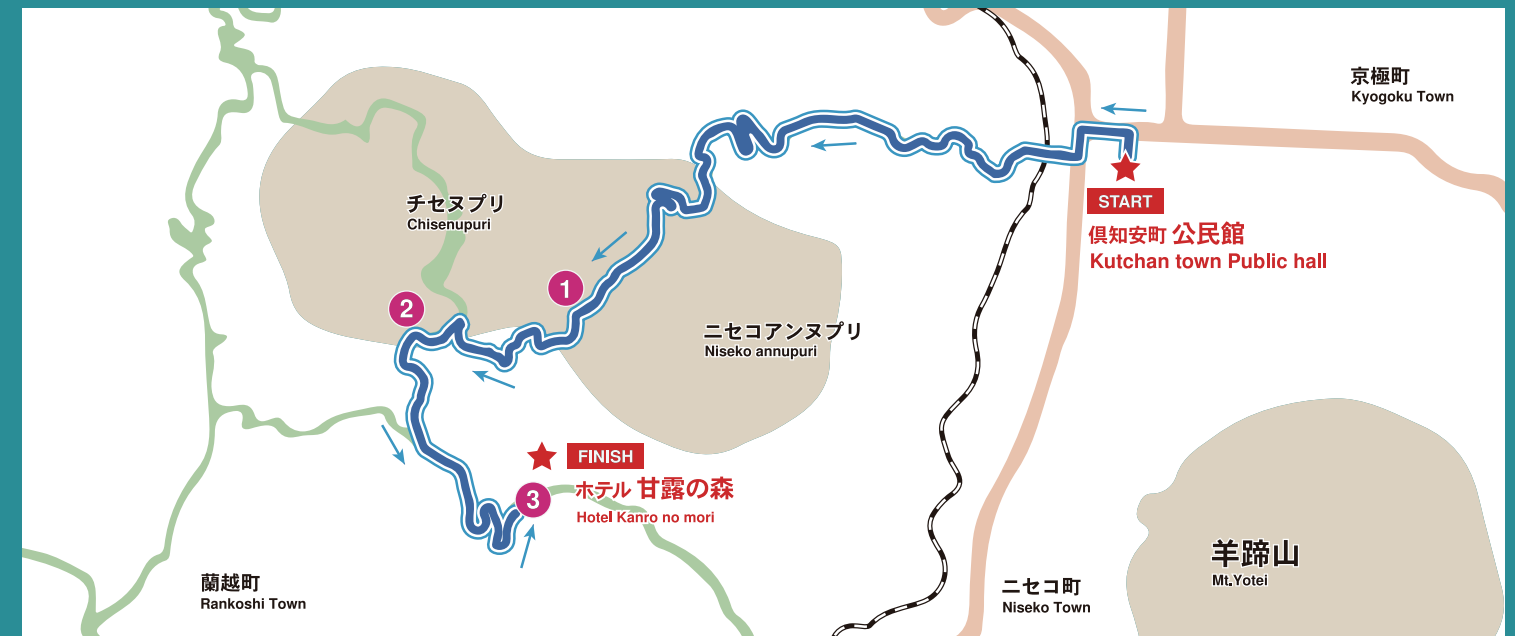 京極町
Kyogoku Town
START
倶知安町 公民館
Kutchan town Public hall
チセヌプリ
Chisenupuri
1
2
ニセコアンヌプリ
Niseko annupuri
FINISH
3
ホテル 甘露の森
Hotel Kanro no mori
羊蹄山
Mt.Yotei
蘭越町
Rankoshi Town
ニセコ町
Niseko Town